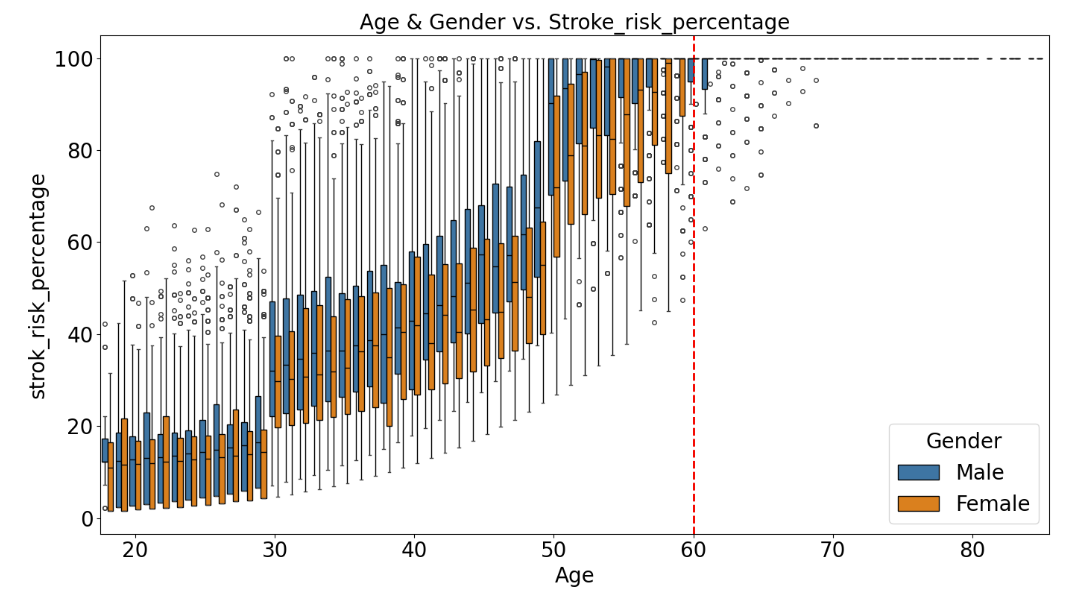 Age & Gender vs. Stroke_risk_percentage
100
80
60
40
20
0
strok_risk_percentage
20 30 40 50 60 70 80
Age
Gender
Male
Female